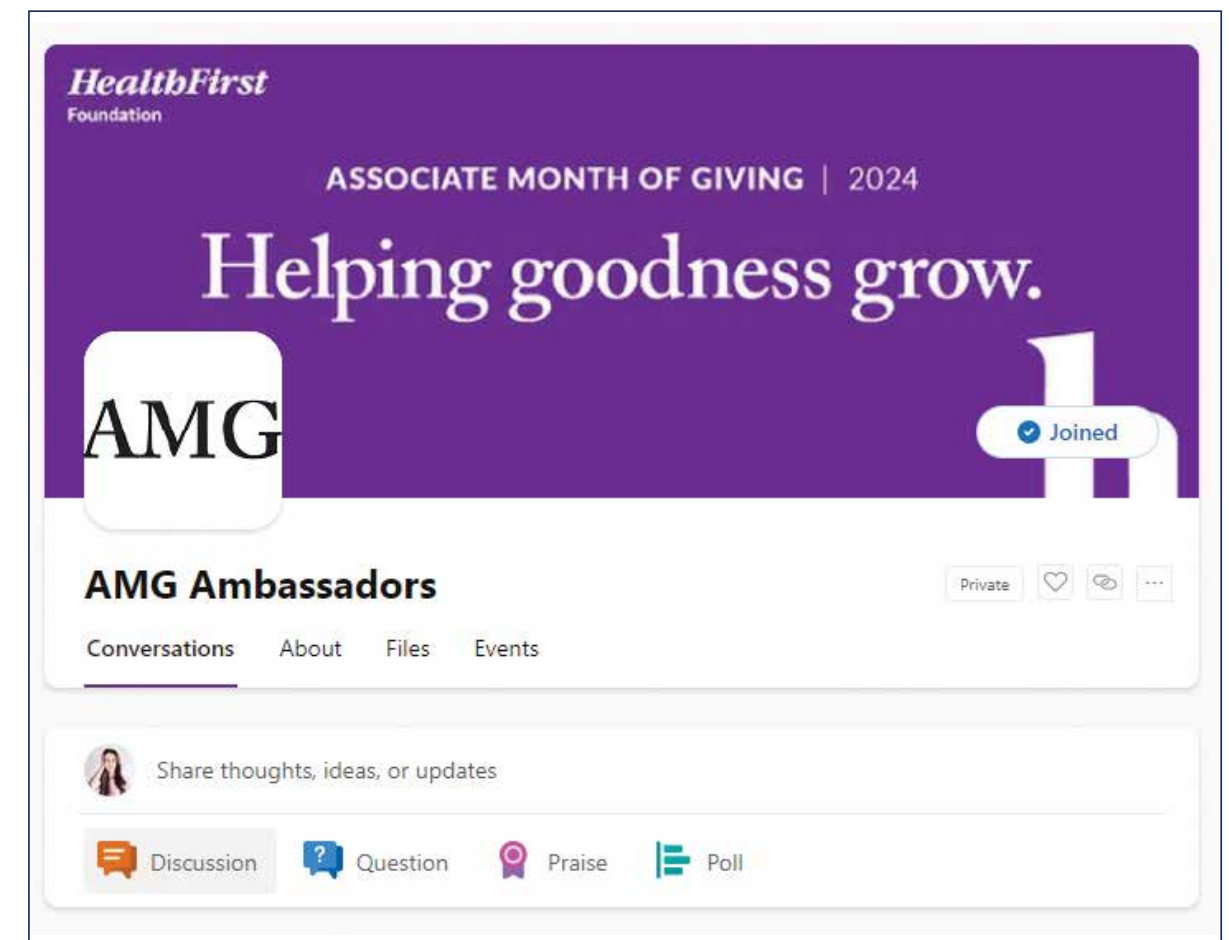 HealthFirst
Foundation
ASSOCIATE MONTH OF GIVING | 2024
Helping goodness grow.
AMG
h
Joined
AMG Ambassadors
Private
Conversations About Files Events
Share thoughts, ideas, or updates
Discussion ? Question Praise Poll